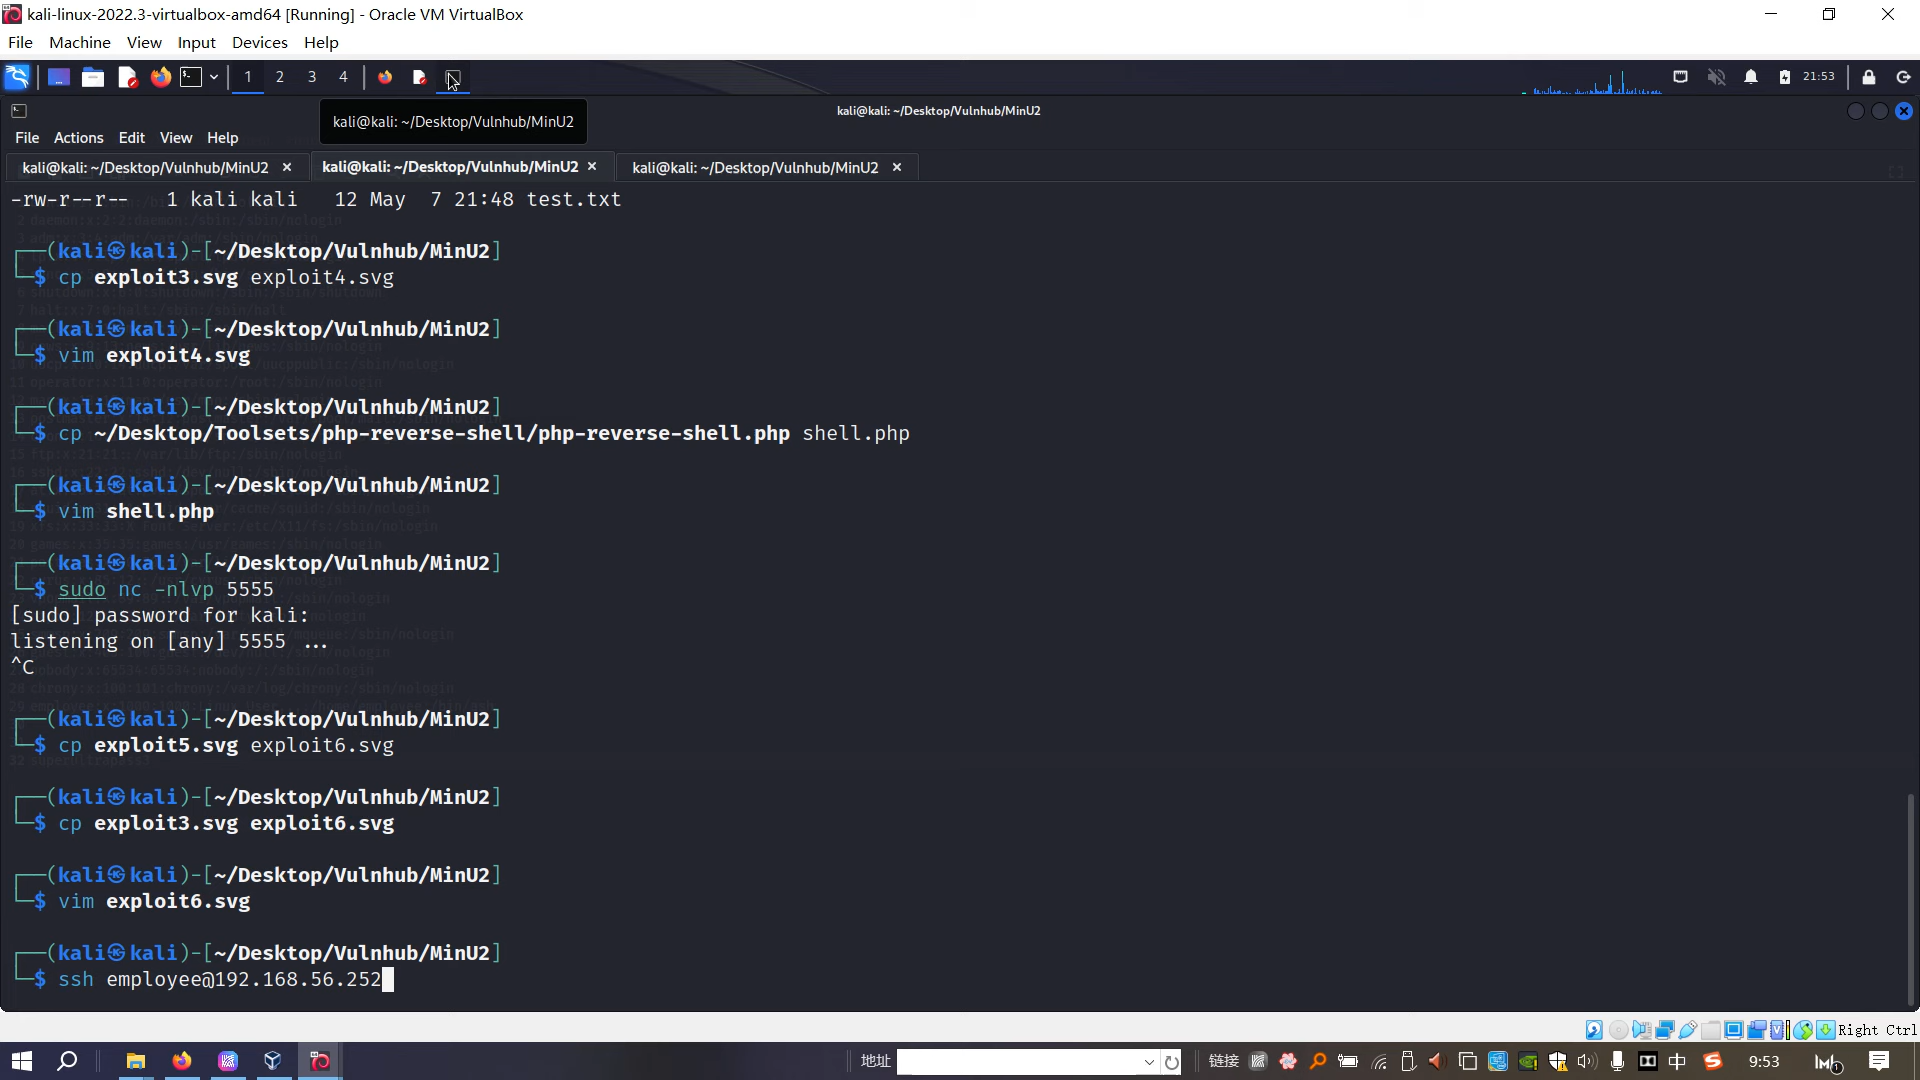 kali-linux-2022.3-virtualbox-amd64 [Running] - Oracle VM VirtualBox
File Machine View Input Devices Help
1 2 3 4
21:53
kali@kali: ~/Desktop/Vulnhub/MinU2
kali@kali: ~/Desktop/Vulnhub/MinU2
File Actions Edit View Help
kali@kali: ~/Desktop/Vulnhub/MinU2 × kali@kali: ~/Desktop/Vulnhub/MinU2 × kali@kali: ~/Desktop/Vulnhub/MinU2 ×
-rw-r--r-- 1 kali kali 12 May 7 21:48 test.txt
┌──(kali㉿kali)-[~/Desktop/Vulnhub/MinU2]
└─$ cp exploit3.svg exploit4.svg
┌──(kali㉿kali)-[~/Desktop/Vulnhub/MinU2]
└─$ vim exploit4.svg
┌──(kali㉿kali)-[~/Desktop/Vulnhub/MinU2]
└─$ cp ~/Desktop/Toolsets/php-reverse-shell/php-reverse-shell.php shell.php
┌──(kali㉿kali)-[~/Desktop/Vulnhub/MinU2]
└─$ vim shell.php
┌──(kali㉿kali)-[~/Desktop/Vulnhub/MinU2]
└─$ sudo nc -nlvp 5555
[sudo] password for kali:
listening on [any] 5555 ...
^C
┌──(kali㉿kali)-[~/Desktop/Vulnhub/MinU2]
└─$ cp exploit5.svg exploit6.svg
┌──(kali㉿kali)-[~/Desktop/Vulnhub/MinU2]
└─$ cp exploit3.svg exploit6.svg
┌──(kali㉿kali)-[~/Desktop/Vulnhub/MinU2]
└─$ vim exploit6.svg
┌──(kali㉿kali)-[~/Desktop/Vulnhub/MinU2]
└─$ ssh employee@192.168.56.252
Right Ctrl
地址 链接 中 9:53